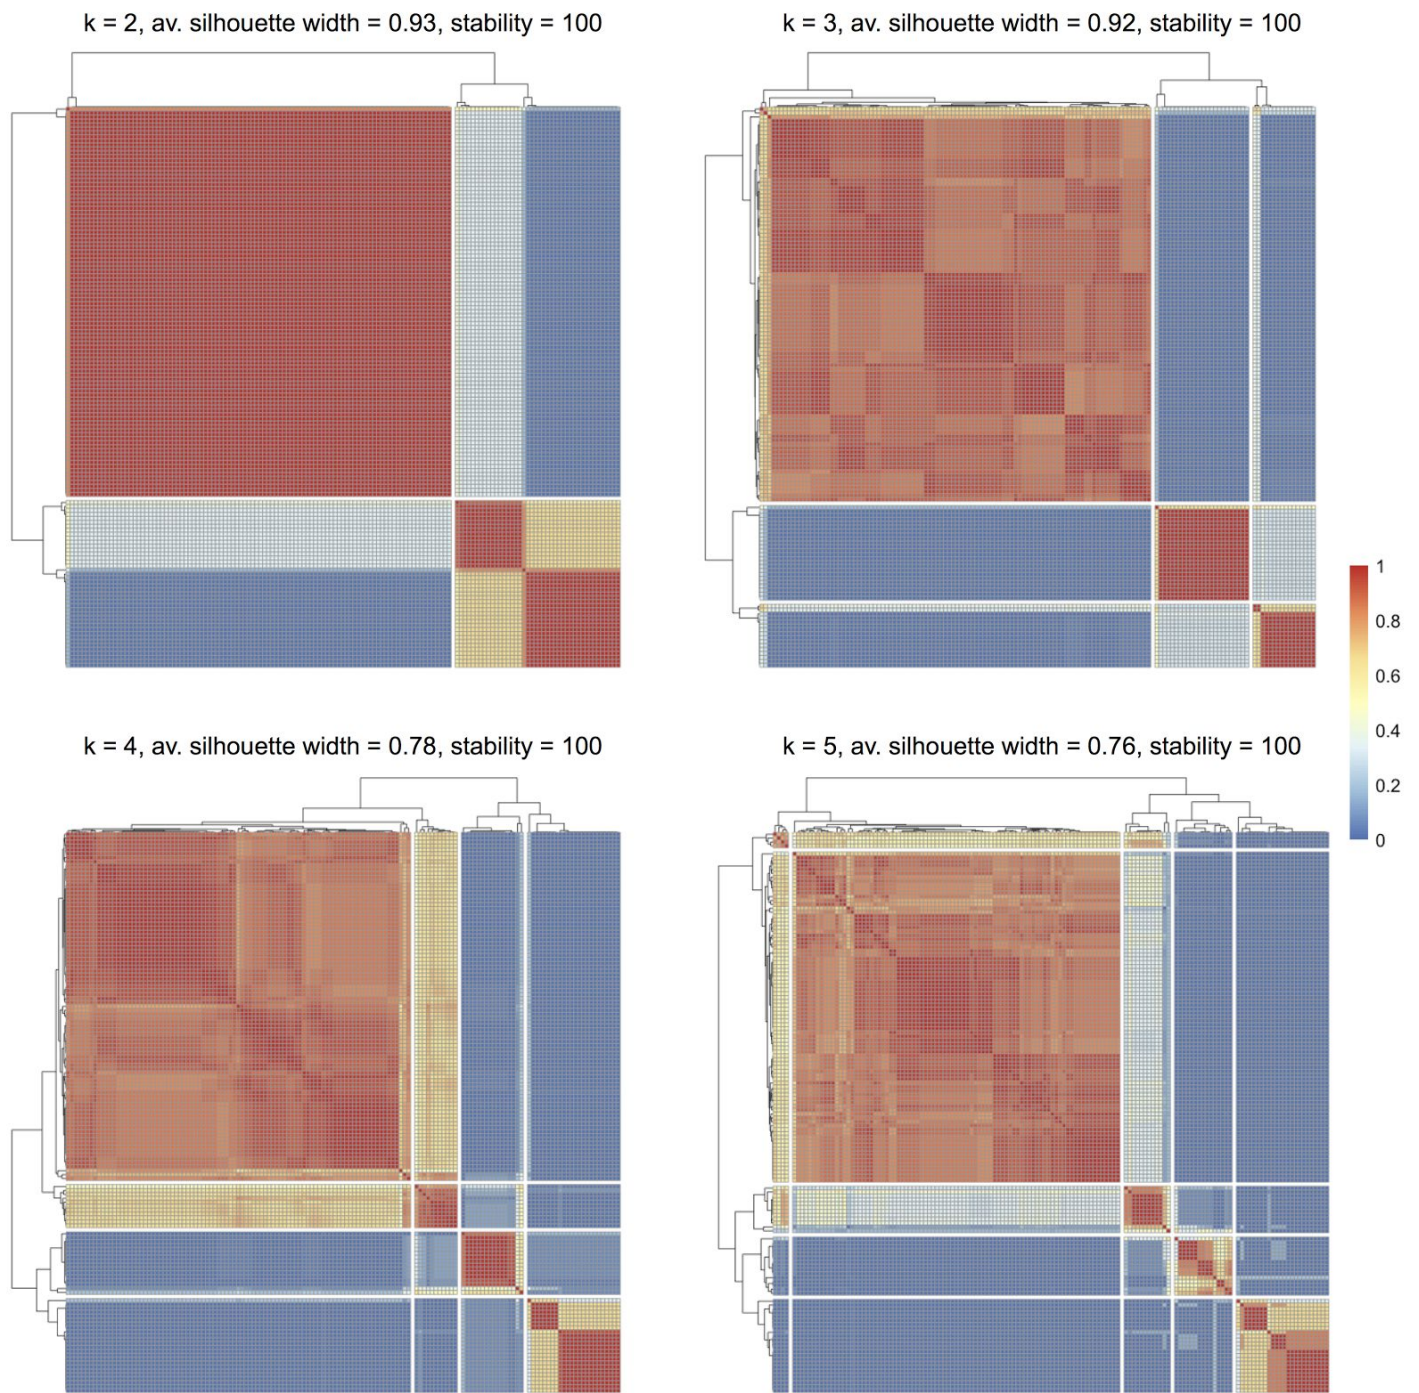 k = 2, av. silhouette width = 0.93, stability = 100
k = 3, av. silhouette width = 0.92, stability = 100
1
0.8
0.6
0.4
0.2
0
k = 4, av. silhouette width = 0.78, stability = 100
k = 5, av. silhouette width = 0.76, stability = 100